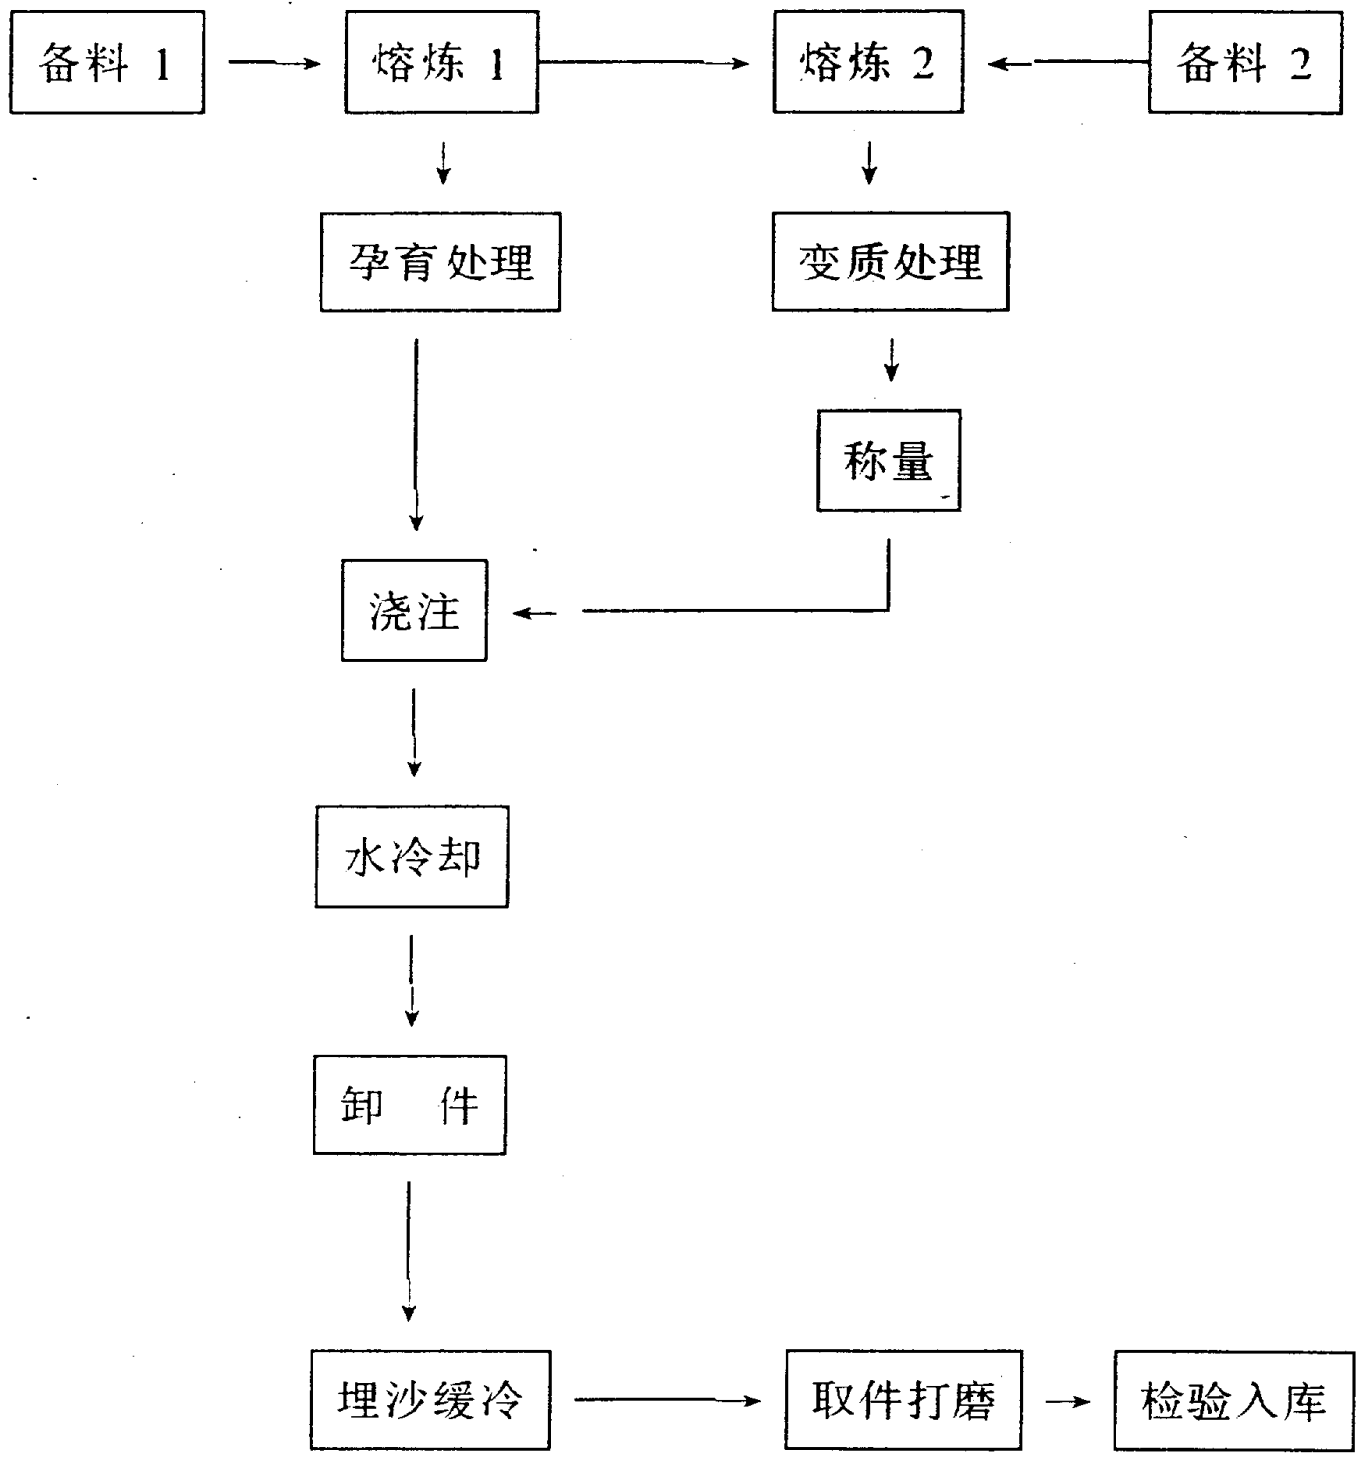 备料 1 熔炼 1 熔炼 2 备料 2
孕育处理 变质处理
称量
浇注
水冷却
卸 件
埋沙缓冷 取件打磨 检验入库